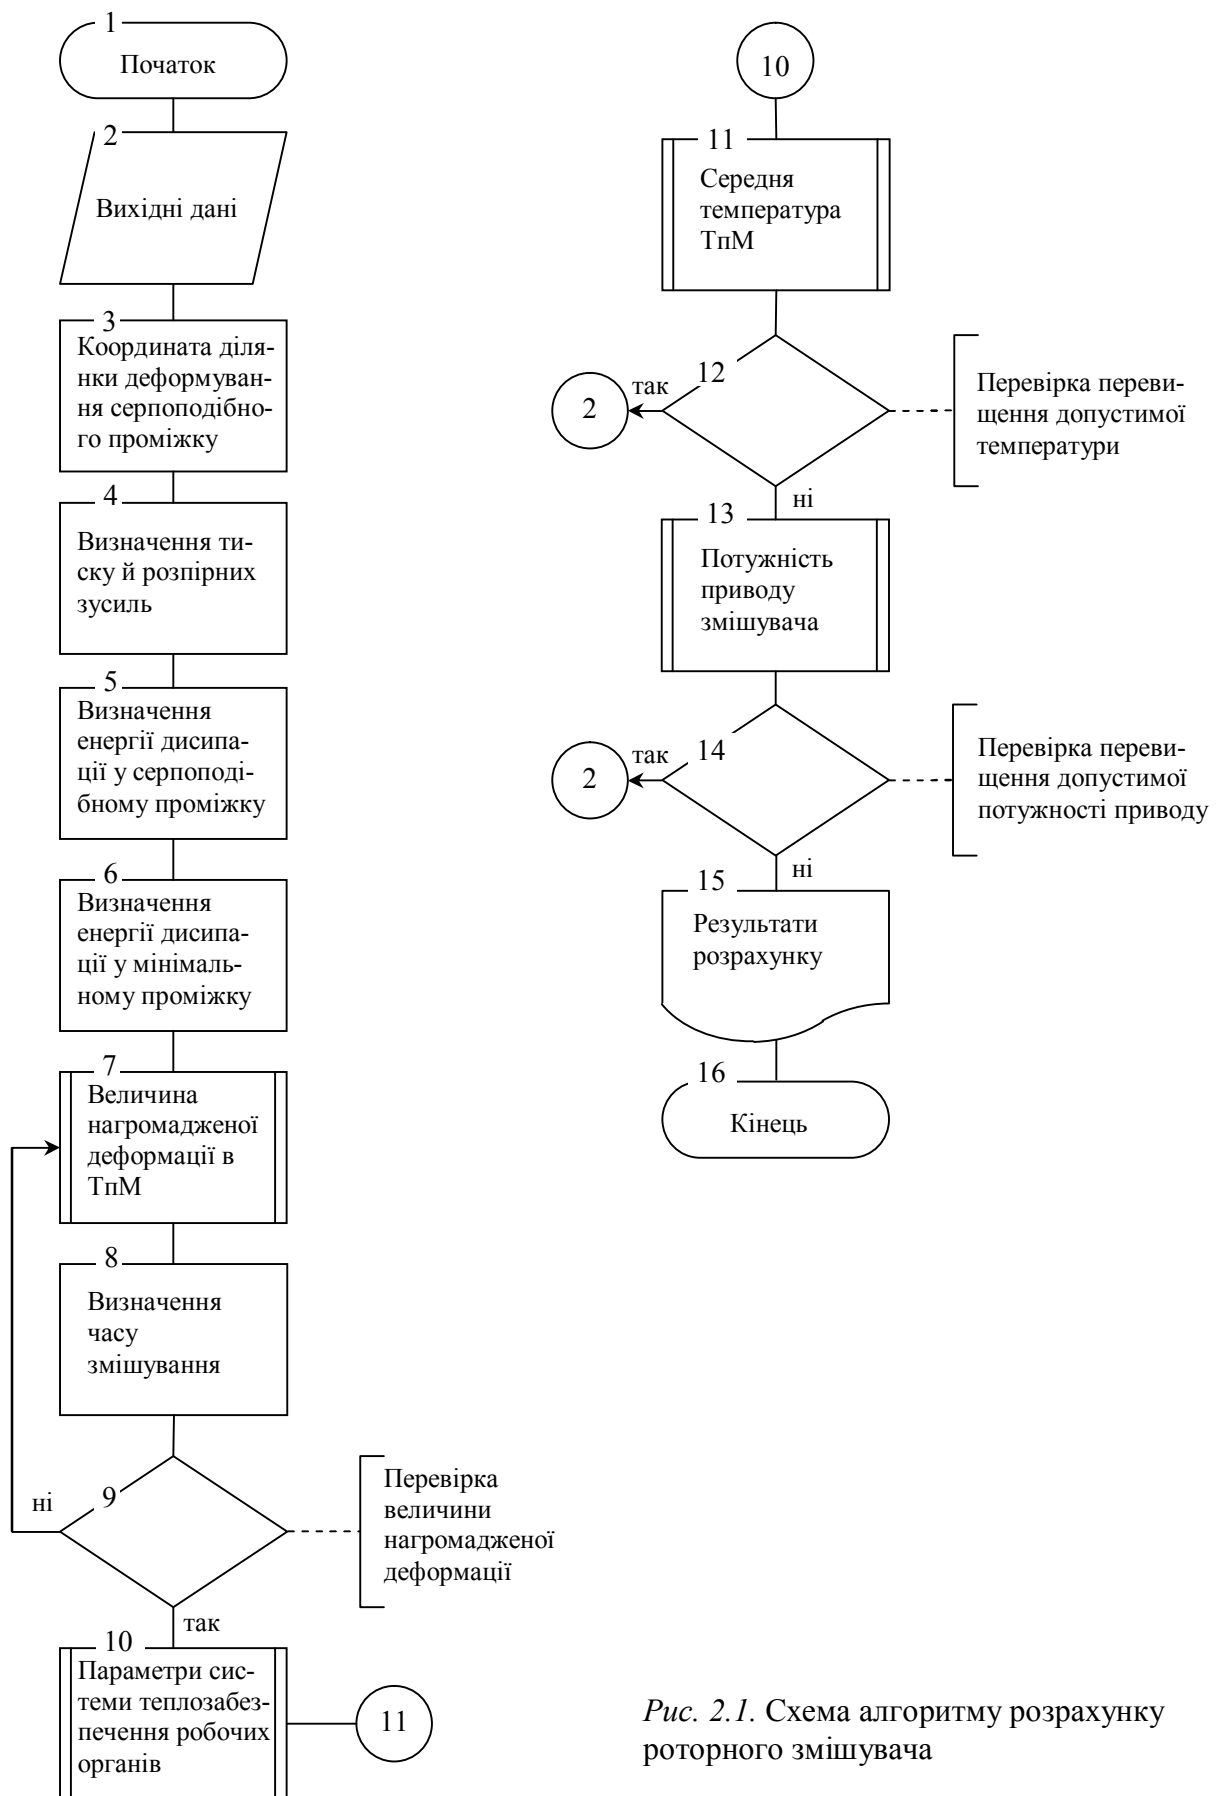 1
Початок
2
Вихідні дані
3
Координата діля-
нки деформуван-
ня серпоподібно-
го проміжку
4
Визначення ти-
ску й розпірних
зусиль
5
Визначення
енергії дисипа-
ції у серпоподі-
бному проміжку
6
Визначення
енергії дисипа-
ції у мінімаль-
ному проміжку
7
Величина
нагромадженої
деформації в
ТпМ
8
Визначення
часу
змішування
9
ні
Перевірка
величини
нагромадженої
деформації
так
10
Параметри сис-
теми теплозабез-
печення робочих
органів
11
10
11
Середня
температура
ТпМ
12
так
2
Перевірка переви-
щення допустимої
температури
ні
13
Потужність
приводу
змішувача
14
так
2
Перевірка переви-
щення допустимої
потужності приводу
ні
15
Результати
розрахунку
16
Кінець
Рис. 2.1. Схема алгоритму розрахунку
роторного змішувача